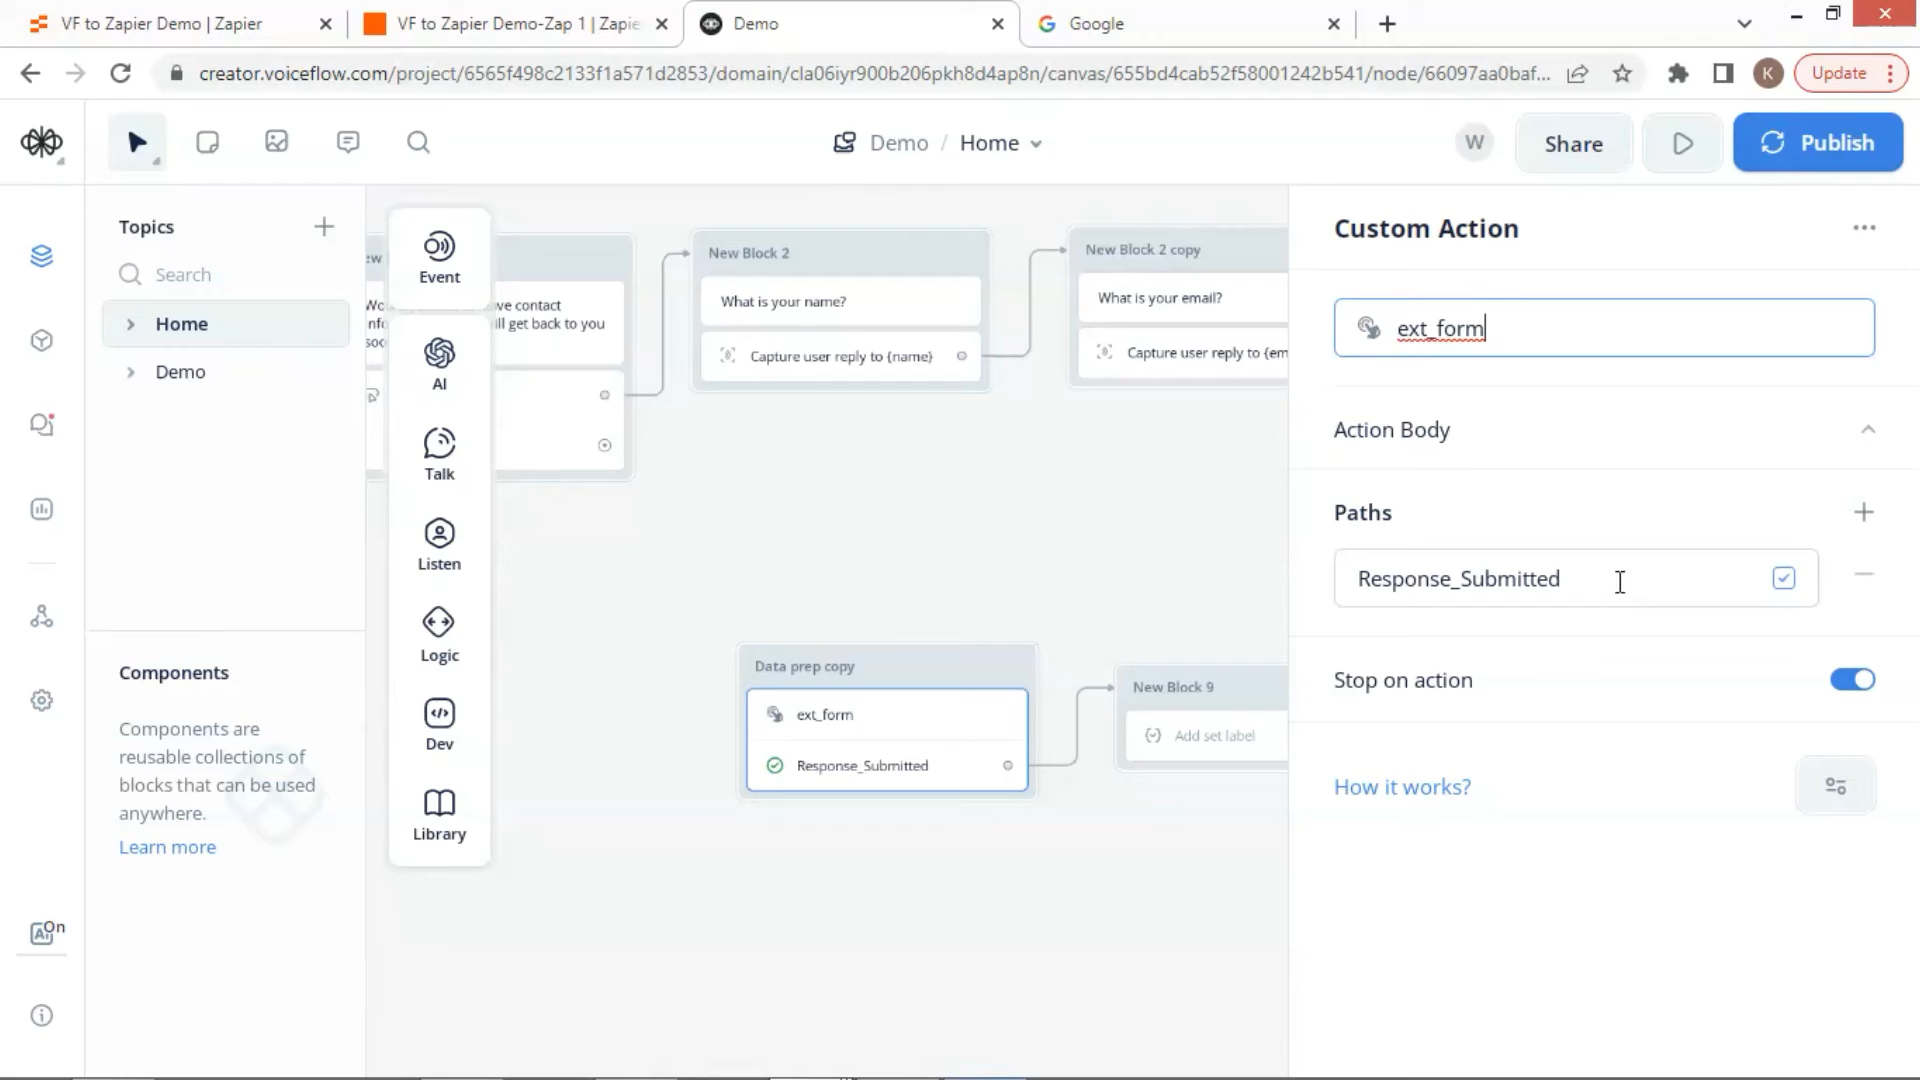 VF to Zapier Demo | Zapier
VF to Zapier Demo-Zap 1 | Zapie
Demo
Google
creator.voiceflow.com/project/6565f498c2133f1a571d2853/domain/cla06iyr900b206pkh8d4ap8n/canvas/655bd4cab52f58001242b541/node/66097aa0baf...
K
Update
Demo / Home
W
Share
Publish
Topics
Search
Home
Demo
Components
Components are
reusable collections of
blocks that can be used
anywhere.
Learn more
On
Event
AI
Talk
Listen
Logic
Dev
Library
ve contact
ill get back to you
New Block 2
What is your name?
Capture user reply to {name}
New Block 2 copy
What is your email?
Capture user reply to {em
Data prep copy
ext_form
Response_Submitted
New Block 9
Add set label
Custom Action
ext_form
Action Body
Paths
Response_Submitted
Stop on action
How it works?